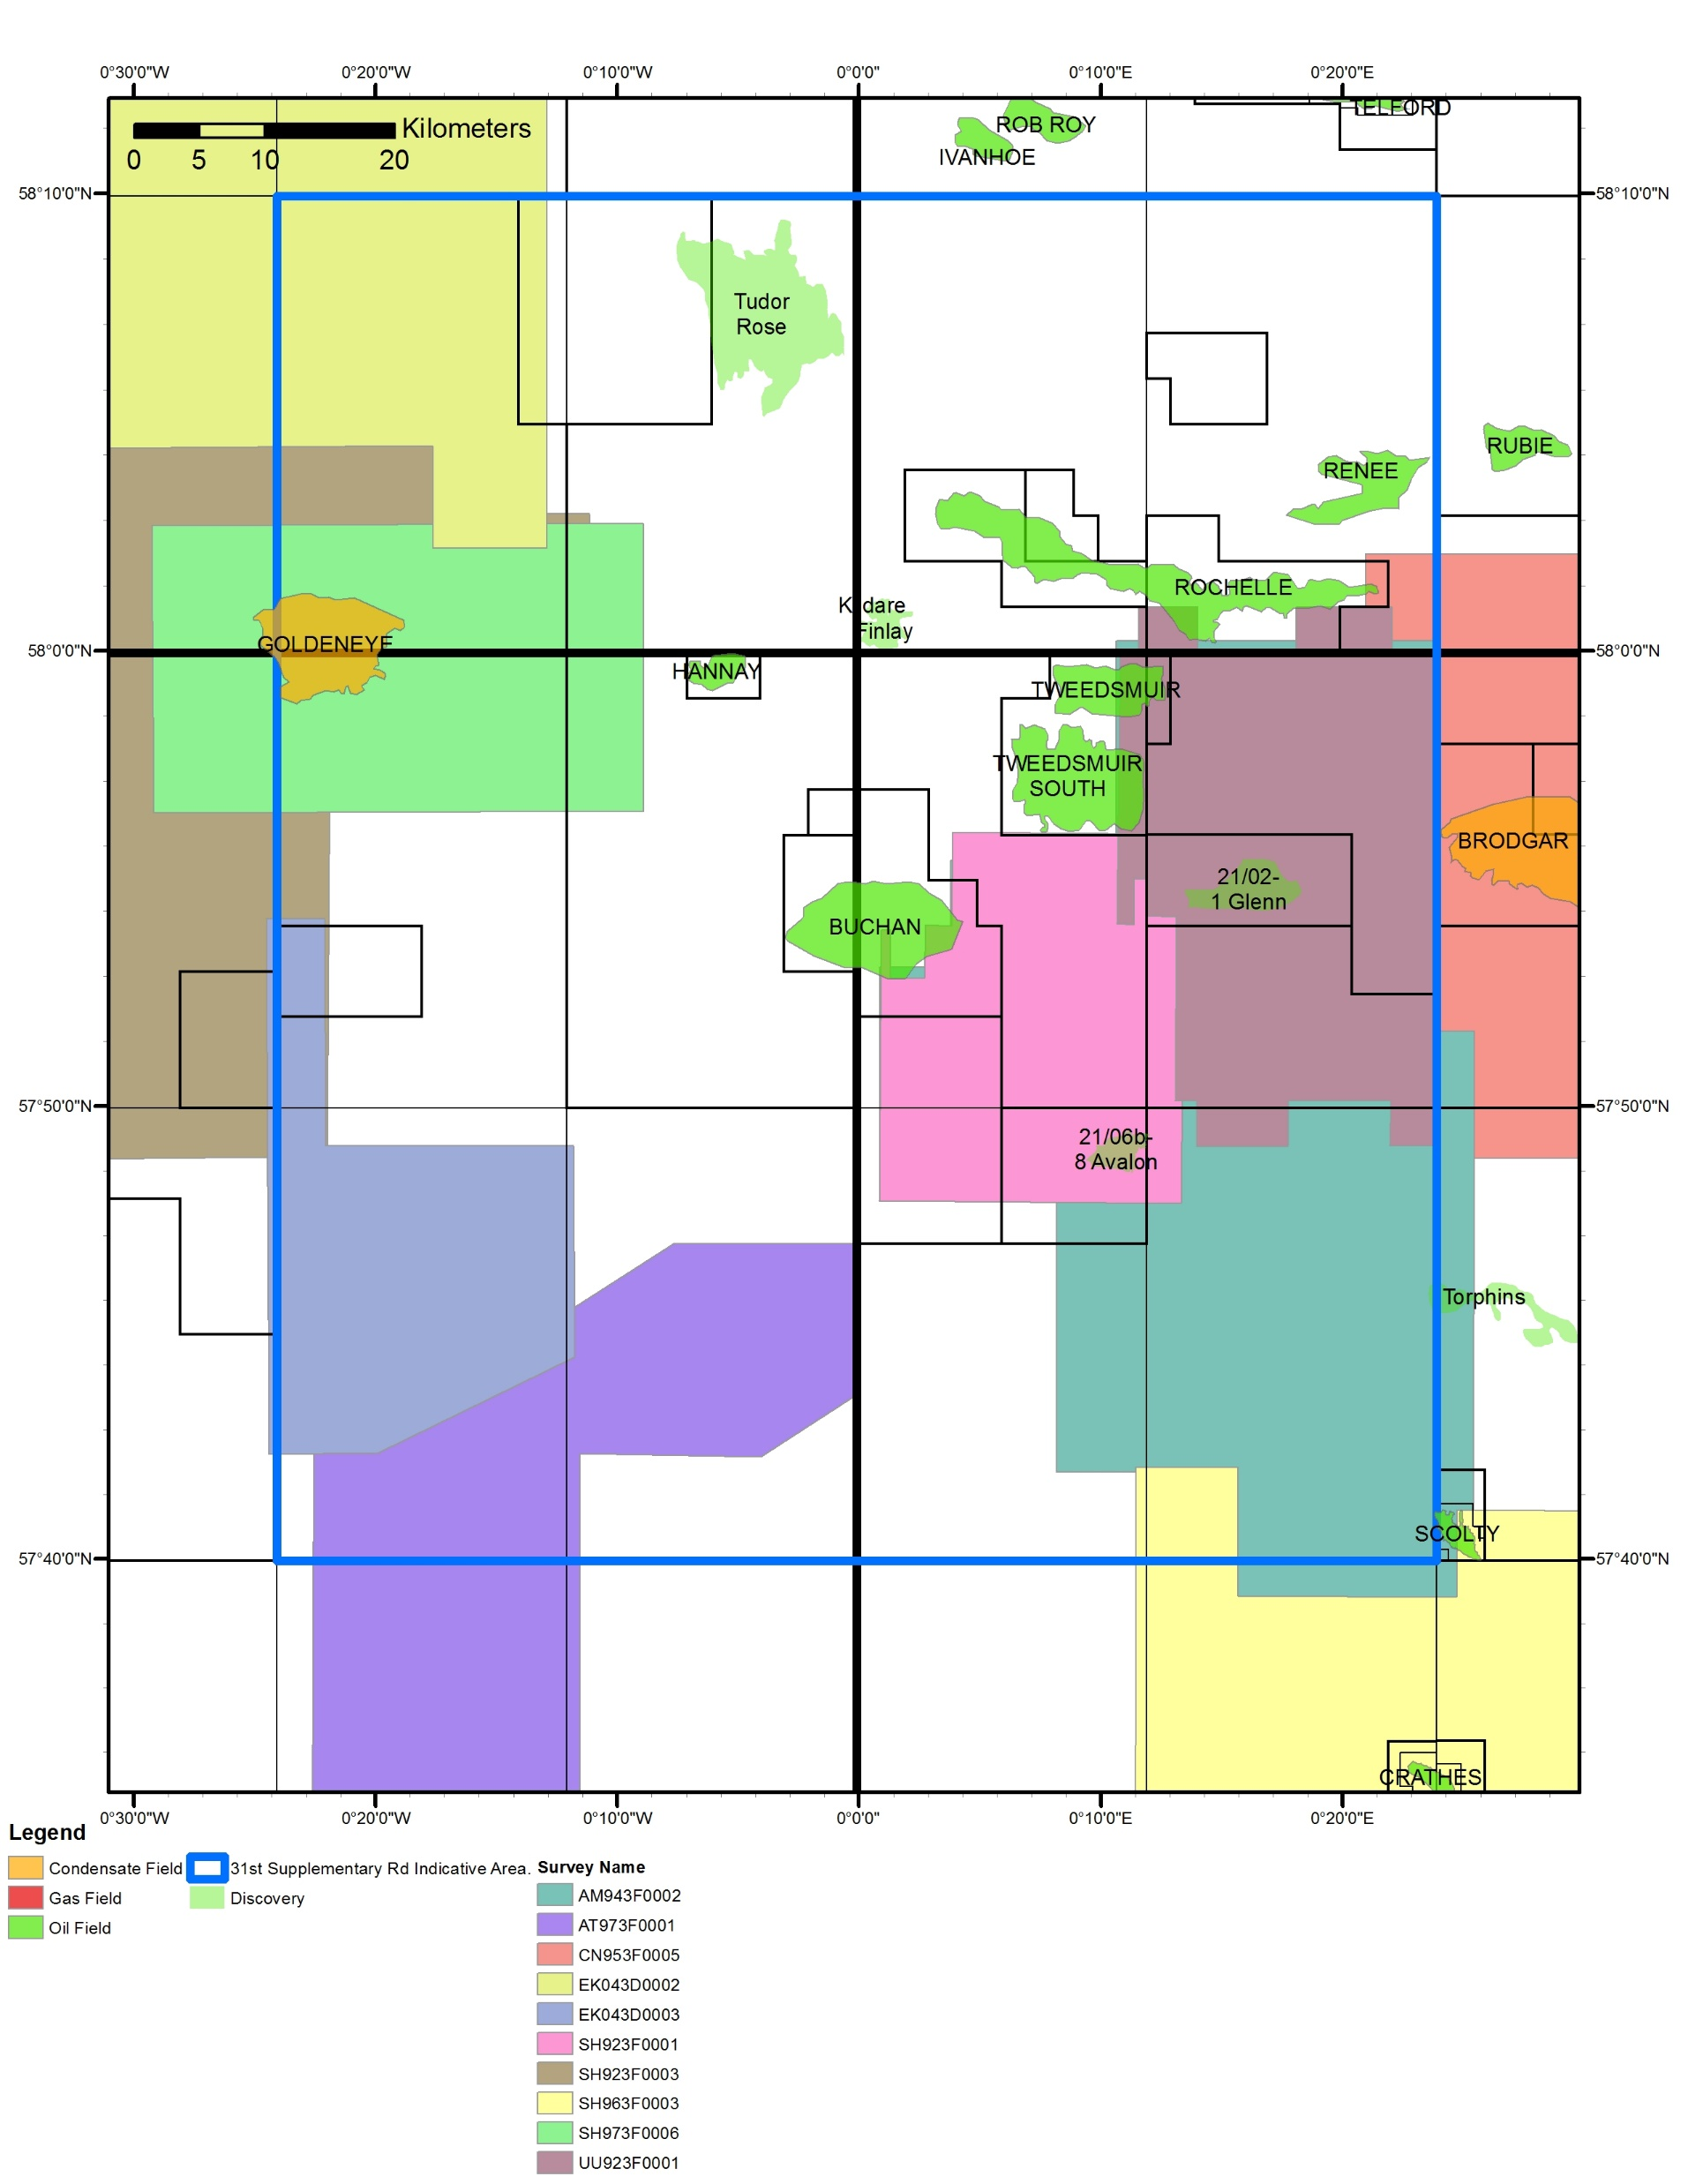 0°30'0"W 0°20'0"W 0°10'0"W 0°0'0" 0°10'0"E 0°20'0"E
Kilometers
0 5 10 20
TELFORD
ROB ROY
IVANHOE
58°10'0"N 58°10'0"N
Tudor
Rose
RUBIE
RENEE
ROCHELLE
Kildare
Finlay
GOLDENEYE
58°0'0"N 58°0'0"N
HANNAY
TWEEDSMUIR
TWEEDSMUIR
SOUTH
BRODGAR
21/02-
1 Glenn
BUCHAN
57°50'0"N 57°50'0"N
21/06b-
8 Avalon
Torphins
SCOLTY
57°40'0"N 57°40'0"N
CRATHES
0°30'0"W 0°20'0"W 0°10'0"W 0°0'0" 0°10'0"E 0°20'0"E
Legend
Condensate Field
Gas Field
Oil Field
31st Supplementary Rd Indicative Area.
Discovery
Survey Name
AM943F0002
AT973F0001
CN953F0005
EK043D0002
EK043D0003
SH923F0001
SH923F0003
SH963F0003
SH973F0006
UU923F0001